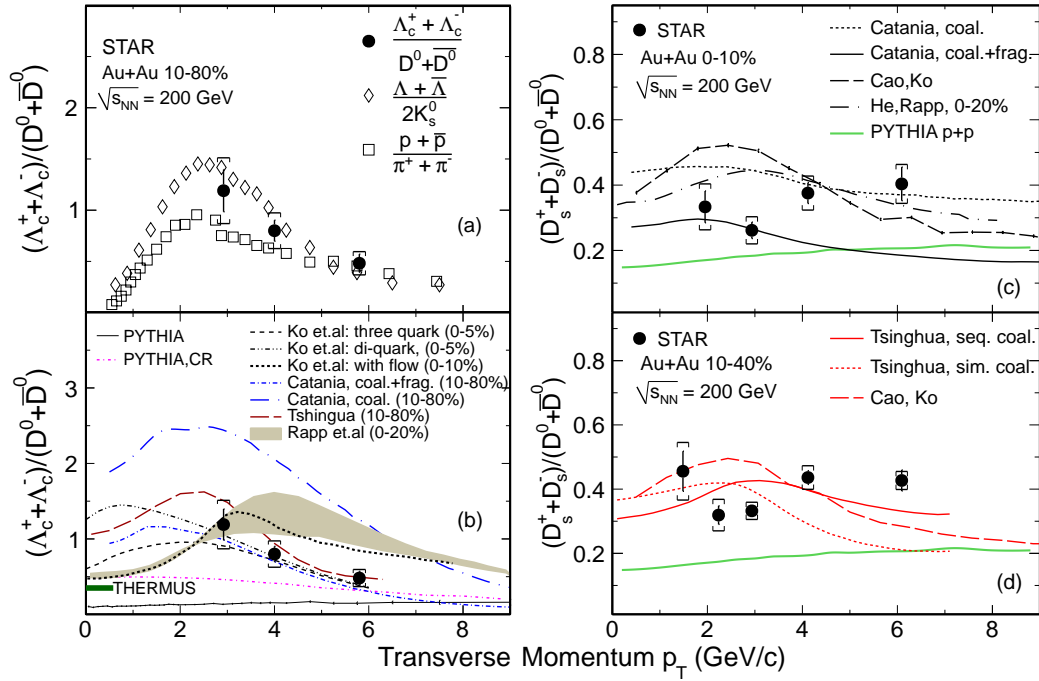 (Λc+ + Λc-)/(D0+D̅0)
2
1
STAR
Au+Au 10-80%
√sNN = 200 GeV
Λc+ + Λc-
D0+D̅0
Λ + Λ̅
2Ks0
p + p̅
π+ + π-
(a)
(Λc+ +Λc-)/(D0+D̅0)
3
2
1
0
PYTHIA
PYTHIA,CR
Ko et.al: three quark (0-5%)
Ko et.al: di-quark, (0-5%)
Ko et.al: with flow (0-10%)
Catania, coal.+frag. (10-80%)
Catania, coal. (10-80%)
Tshingua (10-80%)
Rapp et.al (0-20%)
(b)
THERMUS
0 2 4 6 8
(Ds+ +Ds-)/(D0+D̅0)
0.8
0.6
0.4
0.2
STAR
Au+Au 0-10%
√sNN = 200 GeV
Catania, coal.
Catania, coal.+frag.
Cao,Ko
He,Rapp, 0-20%
PYTHIA p+p
(c)
(Ds+ +Ds-)/(D0+D̅0)
0.8
0.6
0.4
0.2
STAR
Au+Au 10-40%
√sNN = 200 GeV
Tsinghua, seq. coal.
Tsinghua, sim. coal.
Cao, Ko
(d)
0 2 4 6 8
Transverse Momentum pT (GeV/c)